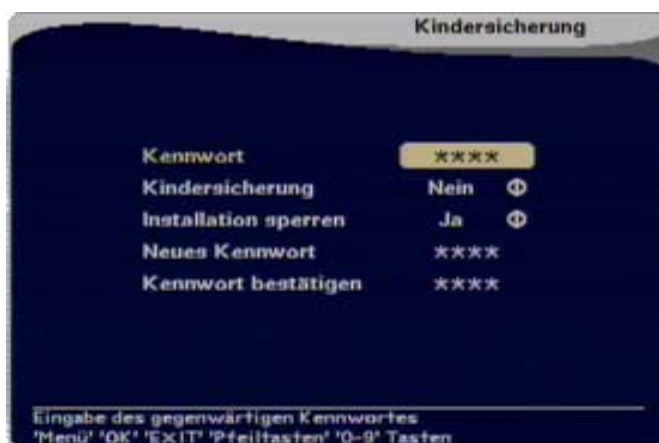 Kindersicherung
Kennwort ****
Kindersicherung Nein
Installation sperren Ja
Neues Kennwort ****
Kennwort bestätigen ****
Eingabe des gegenwärtigen Kennwortes
'Menü' 'OK' 'EXIT' 'Pfeiltasten' '0-9' Tasten